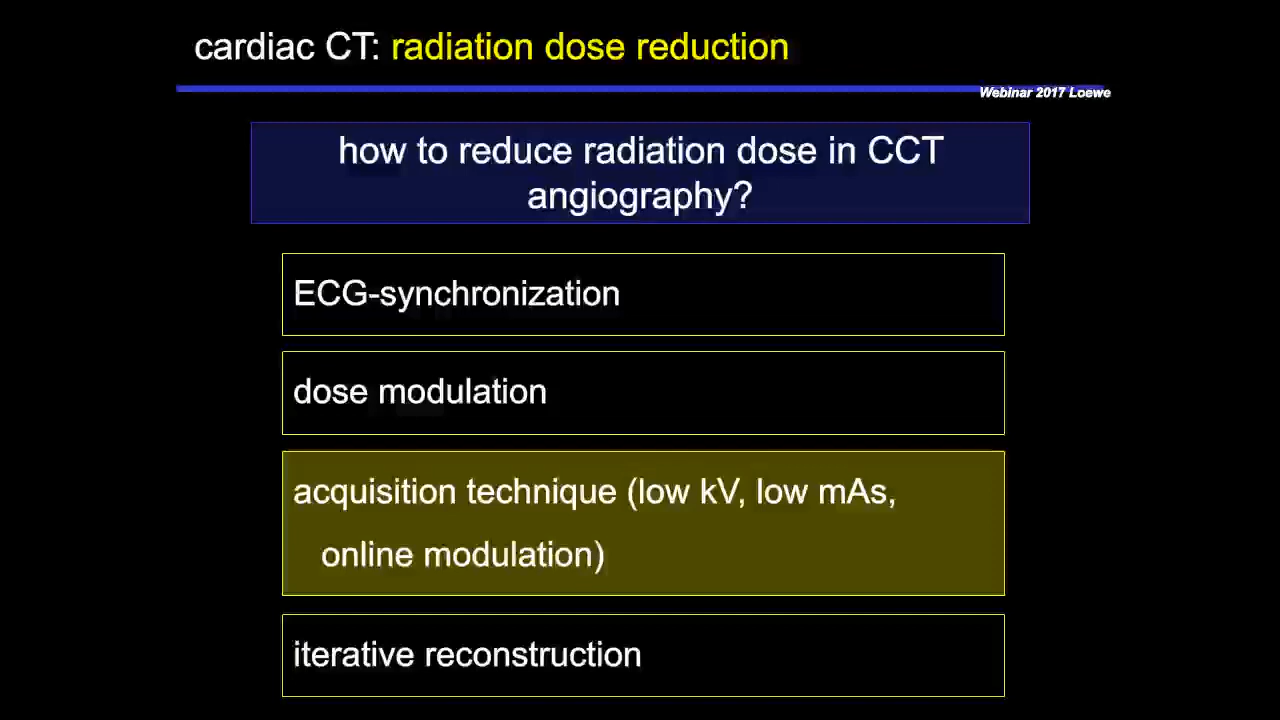 cardiac CT: radiation dose reduction
Webinar 2017 Loewe
how to reduce radiation dose in CCT
angiography?
ECG-synchronization
dose modulation
acquisition technique (low kV, low mAs,
online modulation)
iterative reconstruction